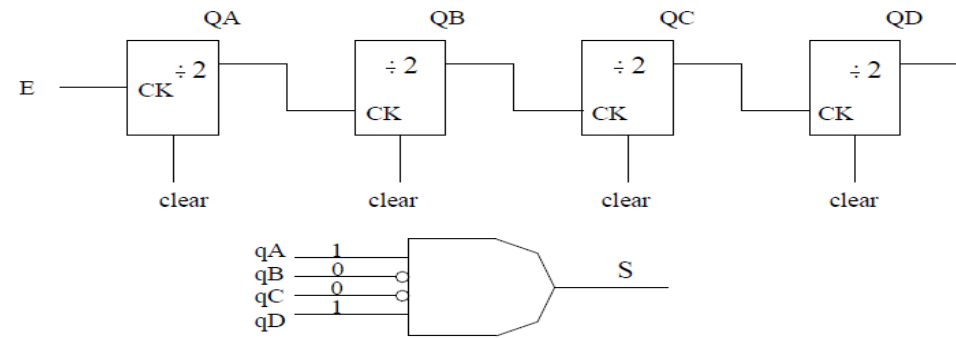 QA QB QC QD
÷ 2 ÷ 2 ÷ 2 ÷ 2
E CK CK CK CK
clear clear clear clear
qA 1
qB 0
qC 0
qD 1
S